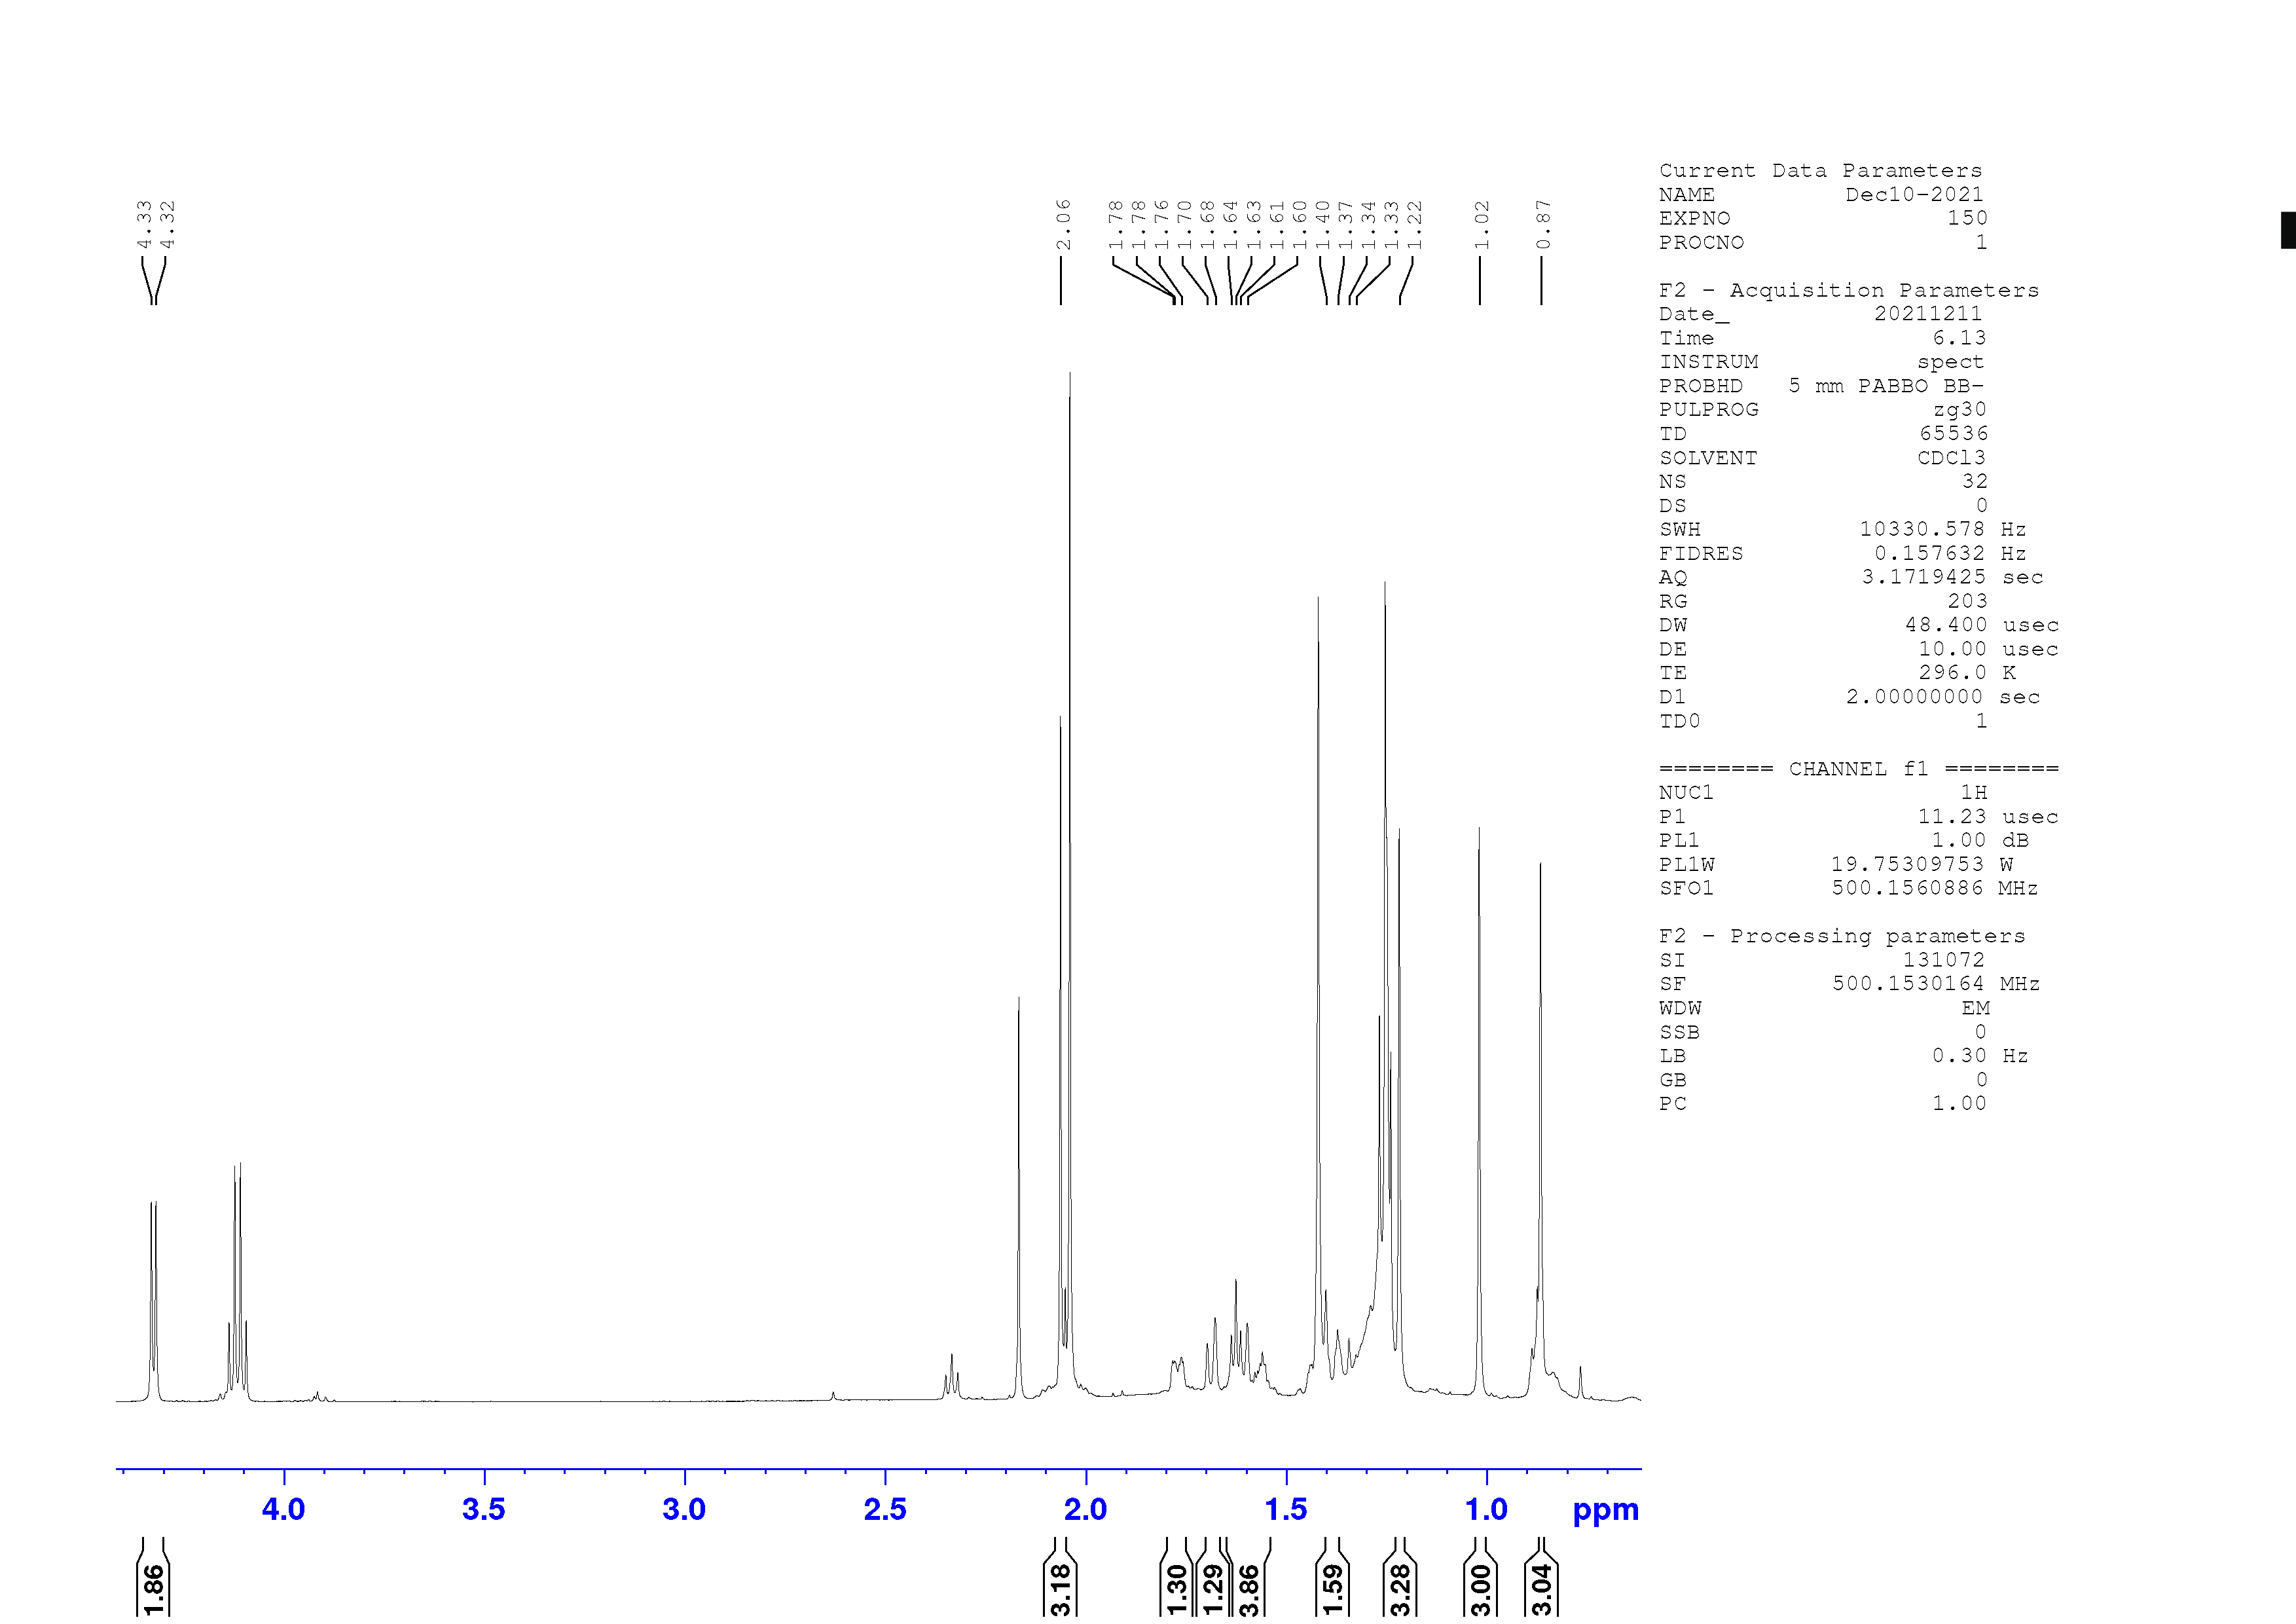 4.33
4.32
2.06
1.78
1.78
1.76
1.70
1.68
1.64
1.63
1.61
1.60
1.40
1.37
1.34
1.33
1.22
1.02
0.87
Current Data Parameters
NAME Dec10-2021
EXPNO 150
PROCNO 1
F2 - Acquisition Parameters
Date_ 20211211
Time 6.13
INSTRUM spect
PROBHD 5 mm PABBO BB-
PULPROG zg30
TD 65536
SOLVENT CDCl3
NS 32
DS 0
SWH 10330.578 Hz
FIDRES 0.157632 Hz
AQ 3.1719425 sec
RG 203
DW 48.400 usec
DE 10.00 usec
TE 296.0 K
D1 2.00000000 sec
TD0 1
======== CHANNEL f1 ========
NUC1 1H
P1 11.23 usec
PL1 1.00 dB
PL1W 19.75309753 W
SFO1 500.1560886 MHz
F2 - Processing parameters
SI 131072
SF 500.1530164 MHz
WDW EM
SSB 0
LB 0.30 Hz
GB 0
PC 1.00
4.0 3.5 3.0 2.5 2.0 1.5 1.0 ppm
1.86
3.18
1.30
1.29
3.86
1.59
3.28
3.00
3.04